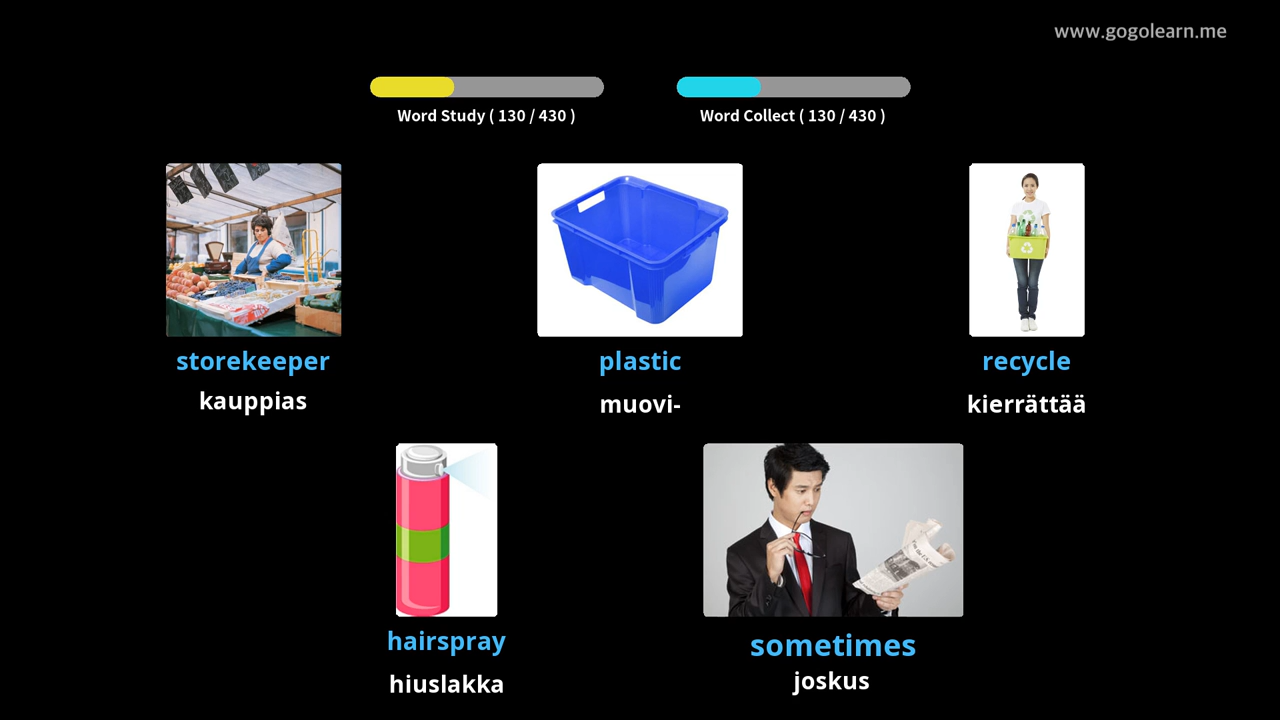 www.gogolearn.me
Word Study ( 130 / 430 )
Word Collect ( 130 / 430 )
storekeeper
kauppias
plastic
muovi-
recycle
kierrättää
hairspray
hiuslakka
sometimes
joskus